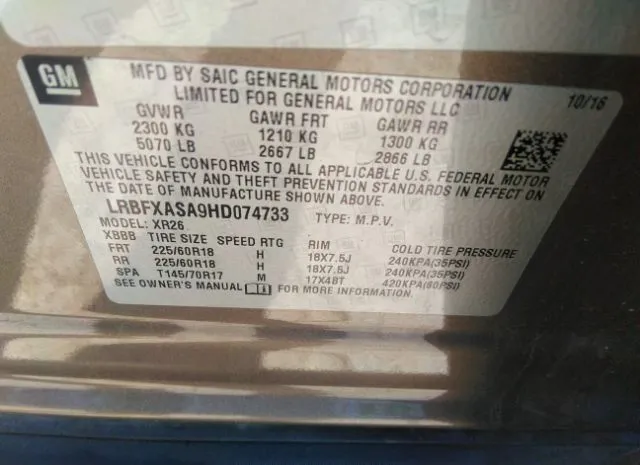 GM
MFD BY SAIC GENERAL MOTORS CORPORATION
LIMITED FOR GENERAL MOTORS LLC
10/16
GVWR GAWR FRT GAWR RR
2300 KG 1210 KG 1300 KG
5070 LB 2667 LB 2866 LB
THIS VEHICLE CONFORMS TO ALL APPLICABLE U.S. FEDERAL MOTOR
VEHICLE SAFETY AND THEFT PREVENTION STANDARDS IN EFFECT ON
THE DATE OF MANUFACTURE SHOWN ABOVE.
LRBFXASA9HD074733 TYPE: M.P.V.
MODEL: XR26
XBBB TIRE SIZE SPEED RTG RIM COLD TIRE PRESSURE
FRT 225/60R18 H 18X7.5J 240KPA(35PSI)
RR 225/60R18 H 18X7.5J 240KPA(35PSI)
SPA T145/70R17 M 17X4BT 420KPA(60PSI)
SEE OWNER'S MANUAL FOR MORE INFORMATION.